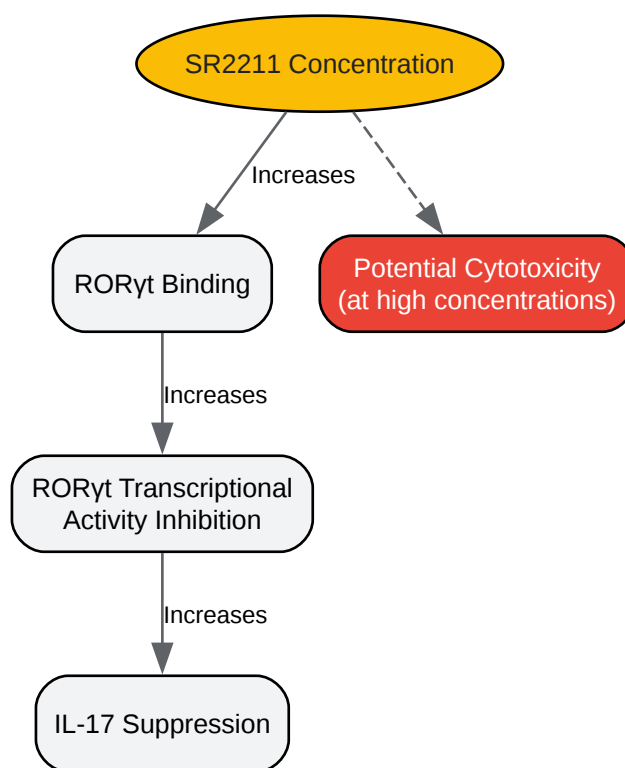 SR2211 Concentration
Increases
RORγt Binding
Potential Cytotoxicity
(at high concentrations)
Increases
RORγt Transcriptional
Activity Inhibition
Increases
IL-17 Suppression